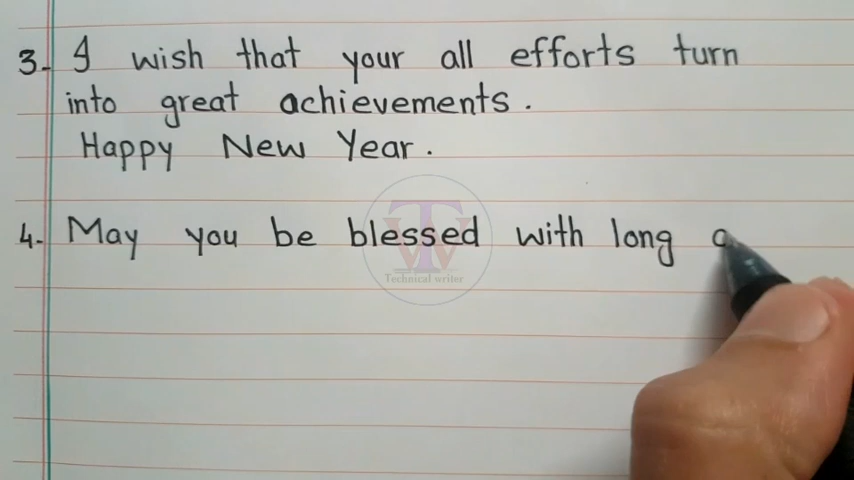 3. I wish that your all efforts turn
into great achievements.
Happy New Year.
4. May you be blessed with long
TW
Technical writer